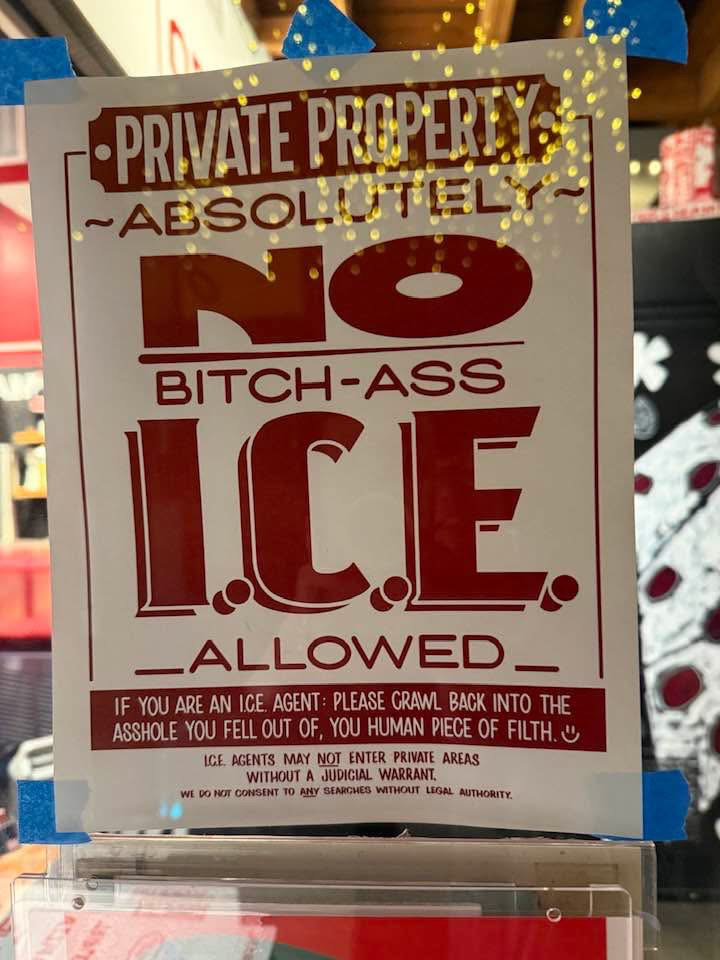 PRIVATE PROPERTY
~ABSOLUTELY~
NO
BITCH-ASS
I.C.E.
_ALLOWED_
IF YOU ARE AN I.C.E. AGENT: PLEASE CRAWL BACK INTO THE
ASSHOLE YOU FELL OUT OF, YOU HUMAN PIECE OF FILTH.
I.C.E. AGENTS MAY NOT ENTER PRIVATE AREAS
WITHOUT A JUDICIAL WARRANT.
WE DO NOT CONSENT TO ANY SEARCHES WITHOUT LEGAL AUTHORITY.